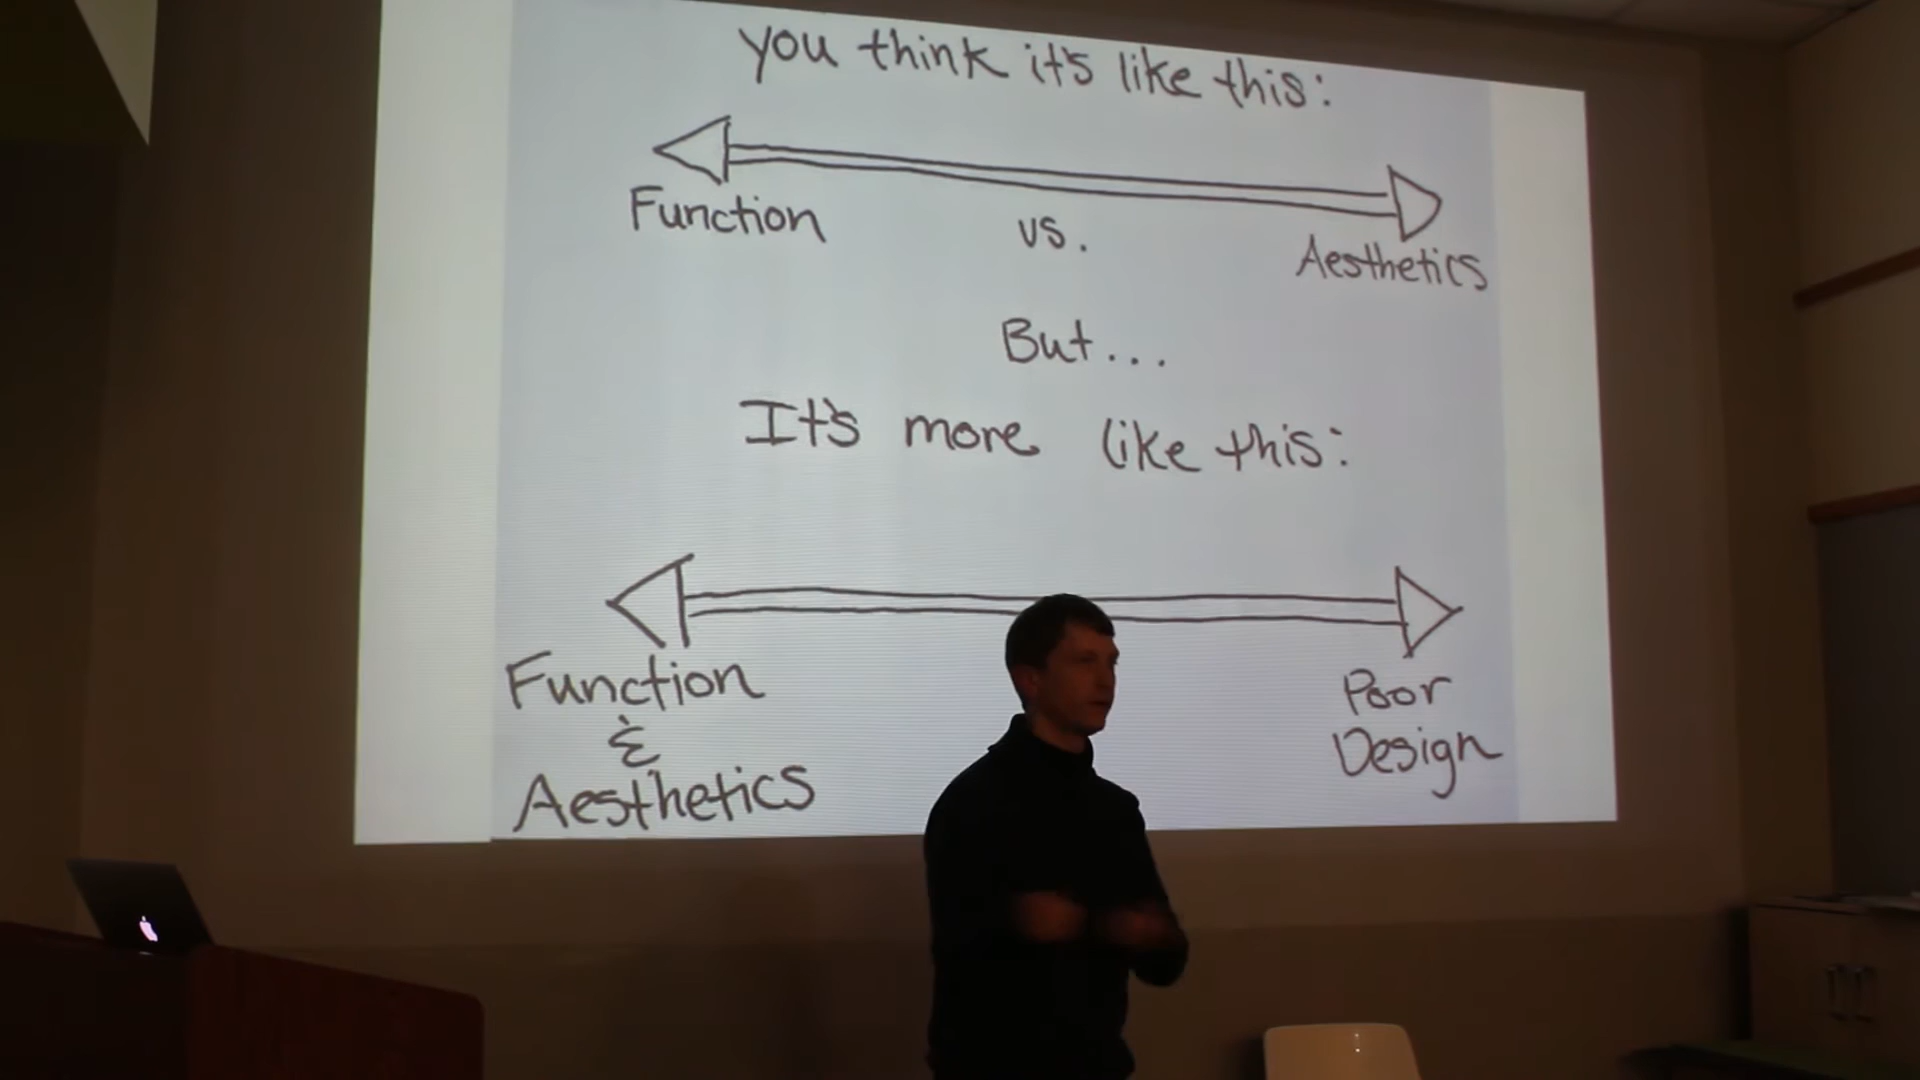 you think it's like this:
Function vs. Aesthetics
But...
It's more like this:
Function
&
Aesthetics
Poor
Design